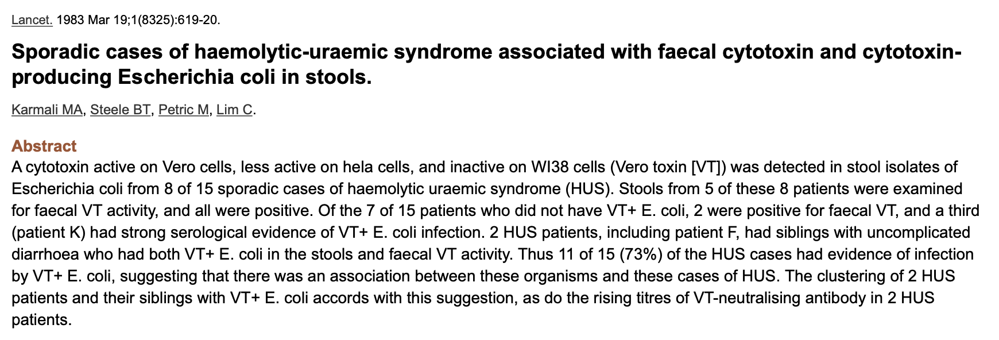 Lancet. 1983 Mar 19;1(8325):619-20.
Sporadic cases of haemolytic-uraemic syndrome associated with faecal cytotoxin and cytotoxin-
producing Escherichia coli in stools.
Karmali MA, Steele BT, Petric M, Lim C.
Abstract
A cytotoxin active on Vero cells, less active on hela cells, and inactive on WI38 cells (Vero toxin [VT]) was detected in stool isolates of
Escherichia coli from 8 of 15 sporadic cases of haemolytic uraemic syndrome (HUS). Stools from 5 of these 8 patients were examined
for faecal VT activity, and all were positive. Of the 7 of 15 patients who did not have VT+ E. coli, 2 were positive for faecal VT, and a third
(patient K) had strong serological evidence of VT+ E. coli infection. 2 HUS patients, including patient F, had siblings with uncomplicated
diarrhoea who had both VT+ E. coli in the stools and faecal VT activity. Thus 11 of 15 (73%) of the HUS cases had evidence of infection
by VT+ E. coli, suggesting that there was an association between these organisms and these cases of HUS. The clustering of 2 HUS
patients and their siblings with VT+ E. coli accords with this suggestion, as do the rising titres of VT-neutralising antibody in 2 HUS
patients.